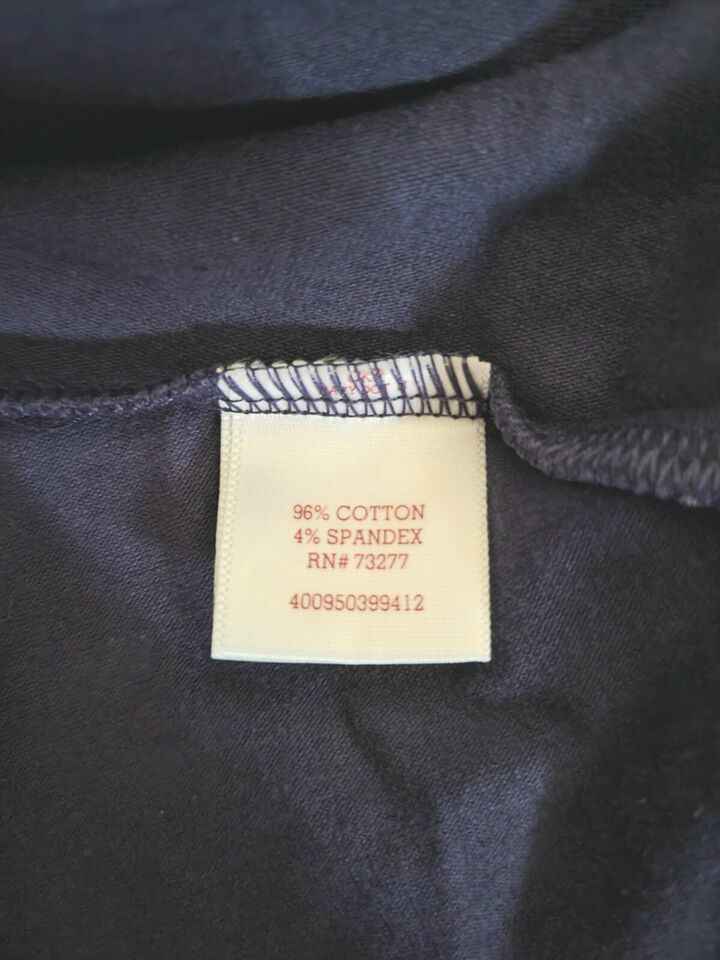 96% COTTON
4% SPANDEX
RN# 73277
400950399412